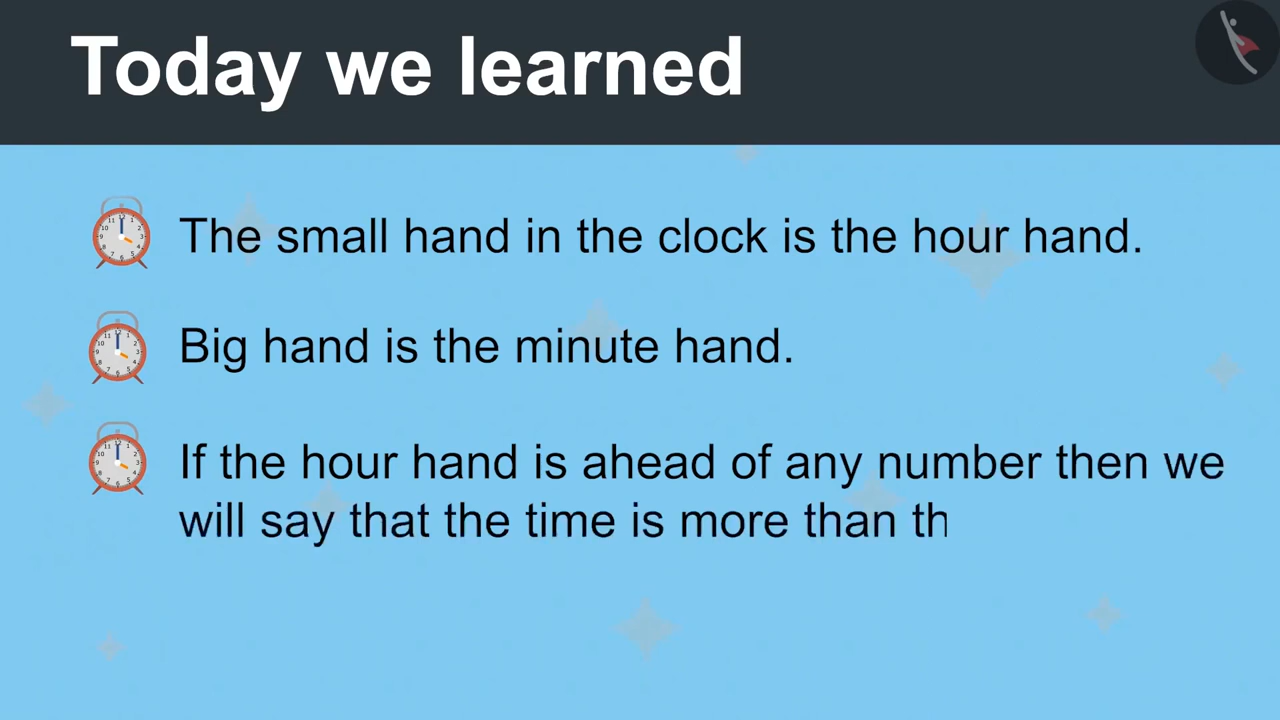 Today we learned
The small hand in the clock is the hour hand.
Big hand is the minute hand.
If the hour hand is ahead of any number then we
will say that the time is more than th